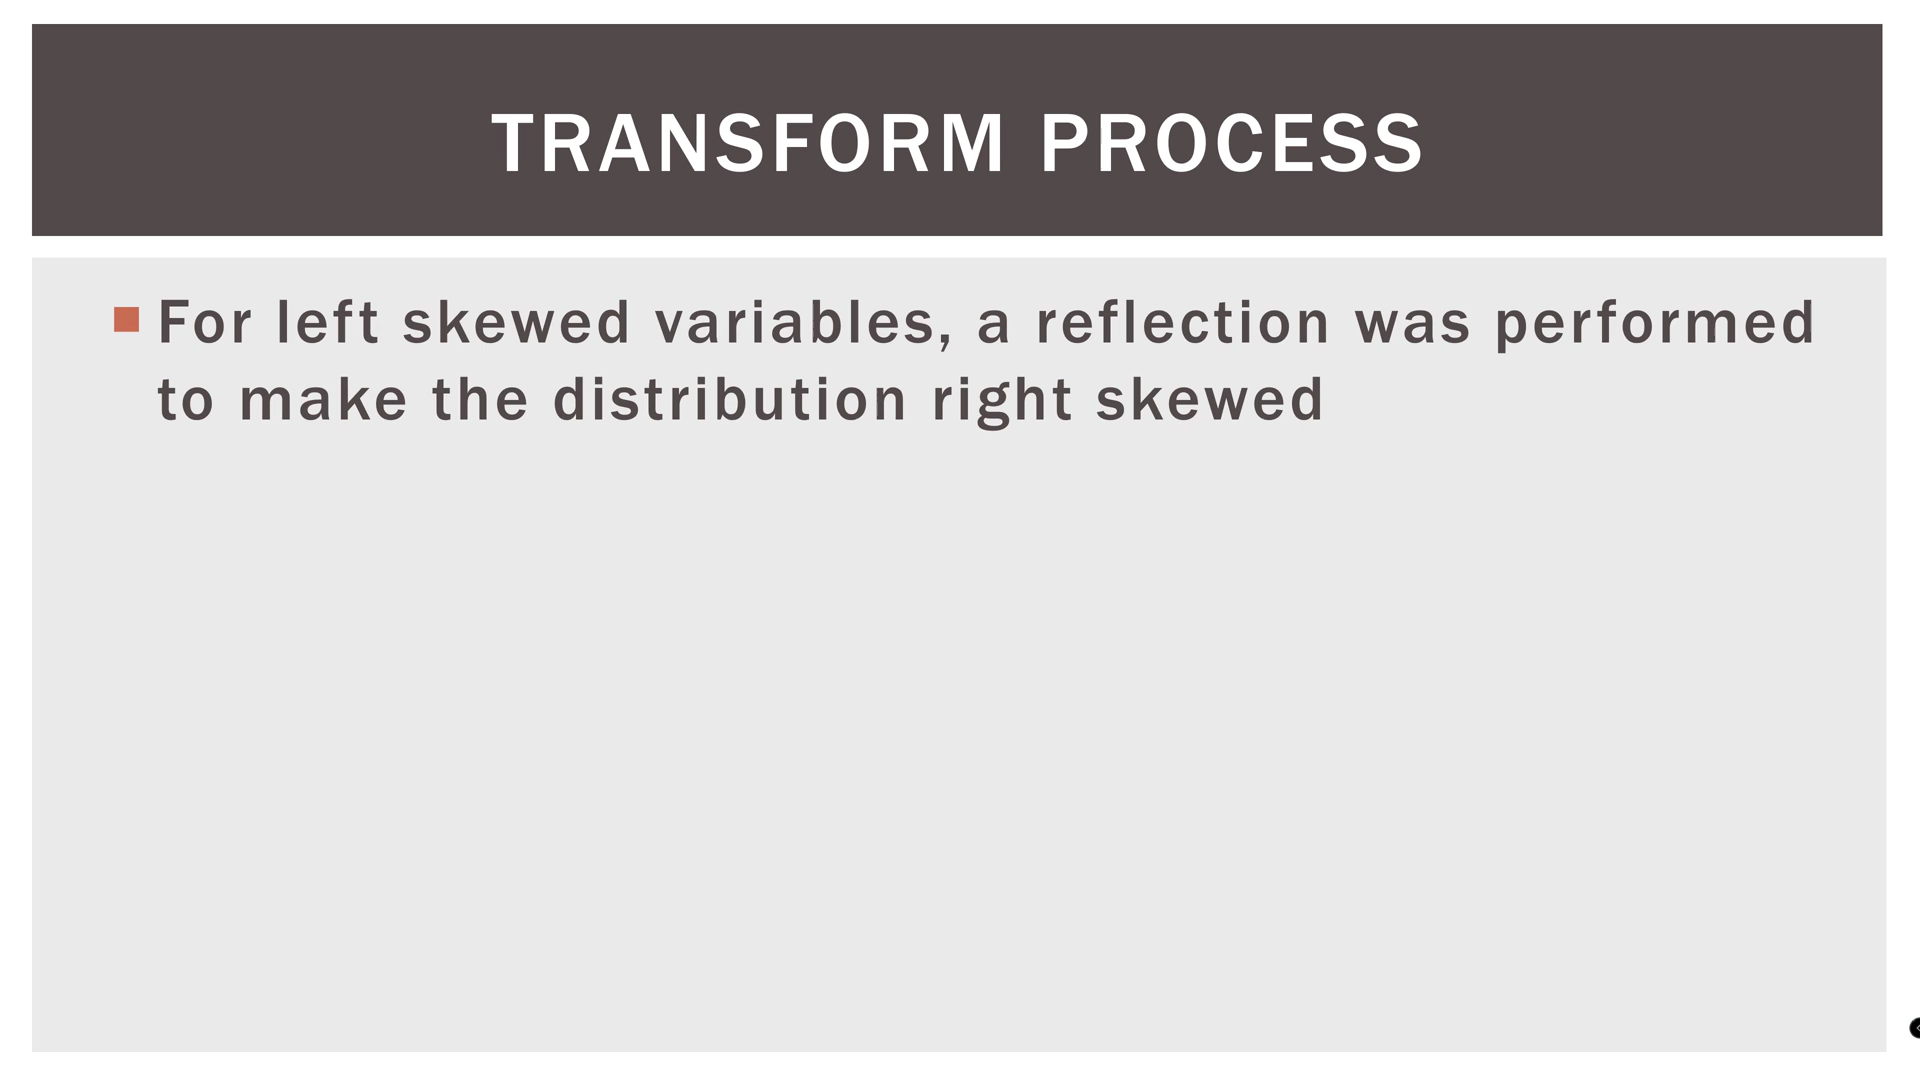 TRANSFORM PROCESS
For left skewed variables, a reflection was performed
to make the distribution right skewed